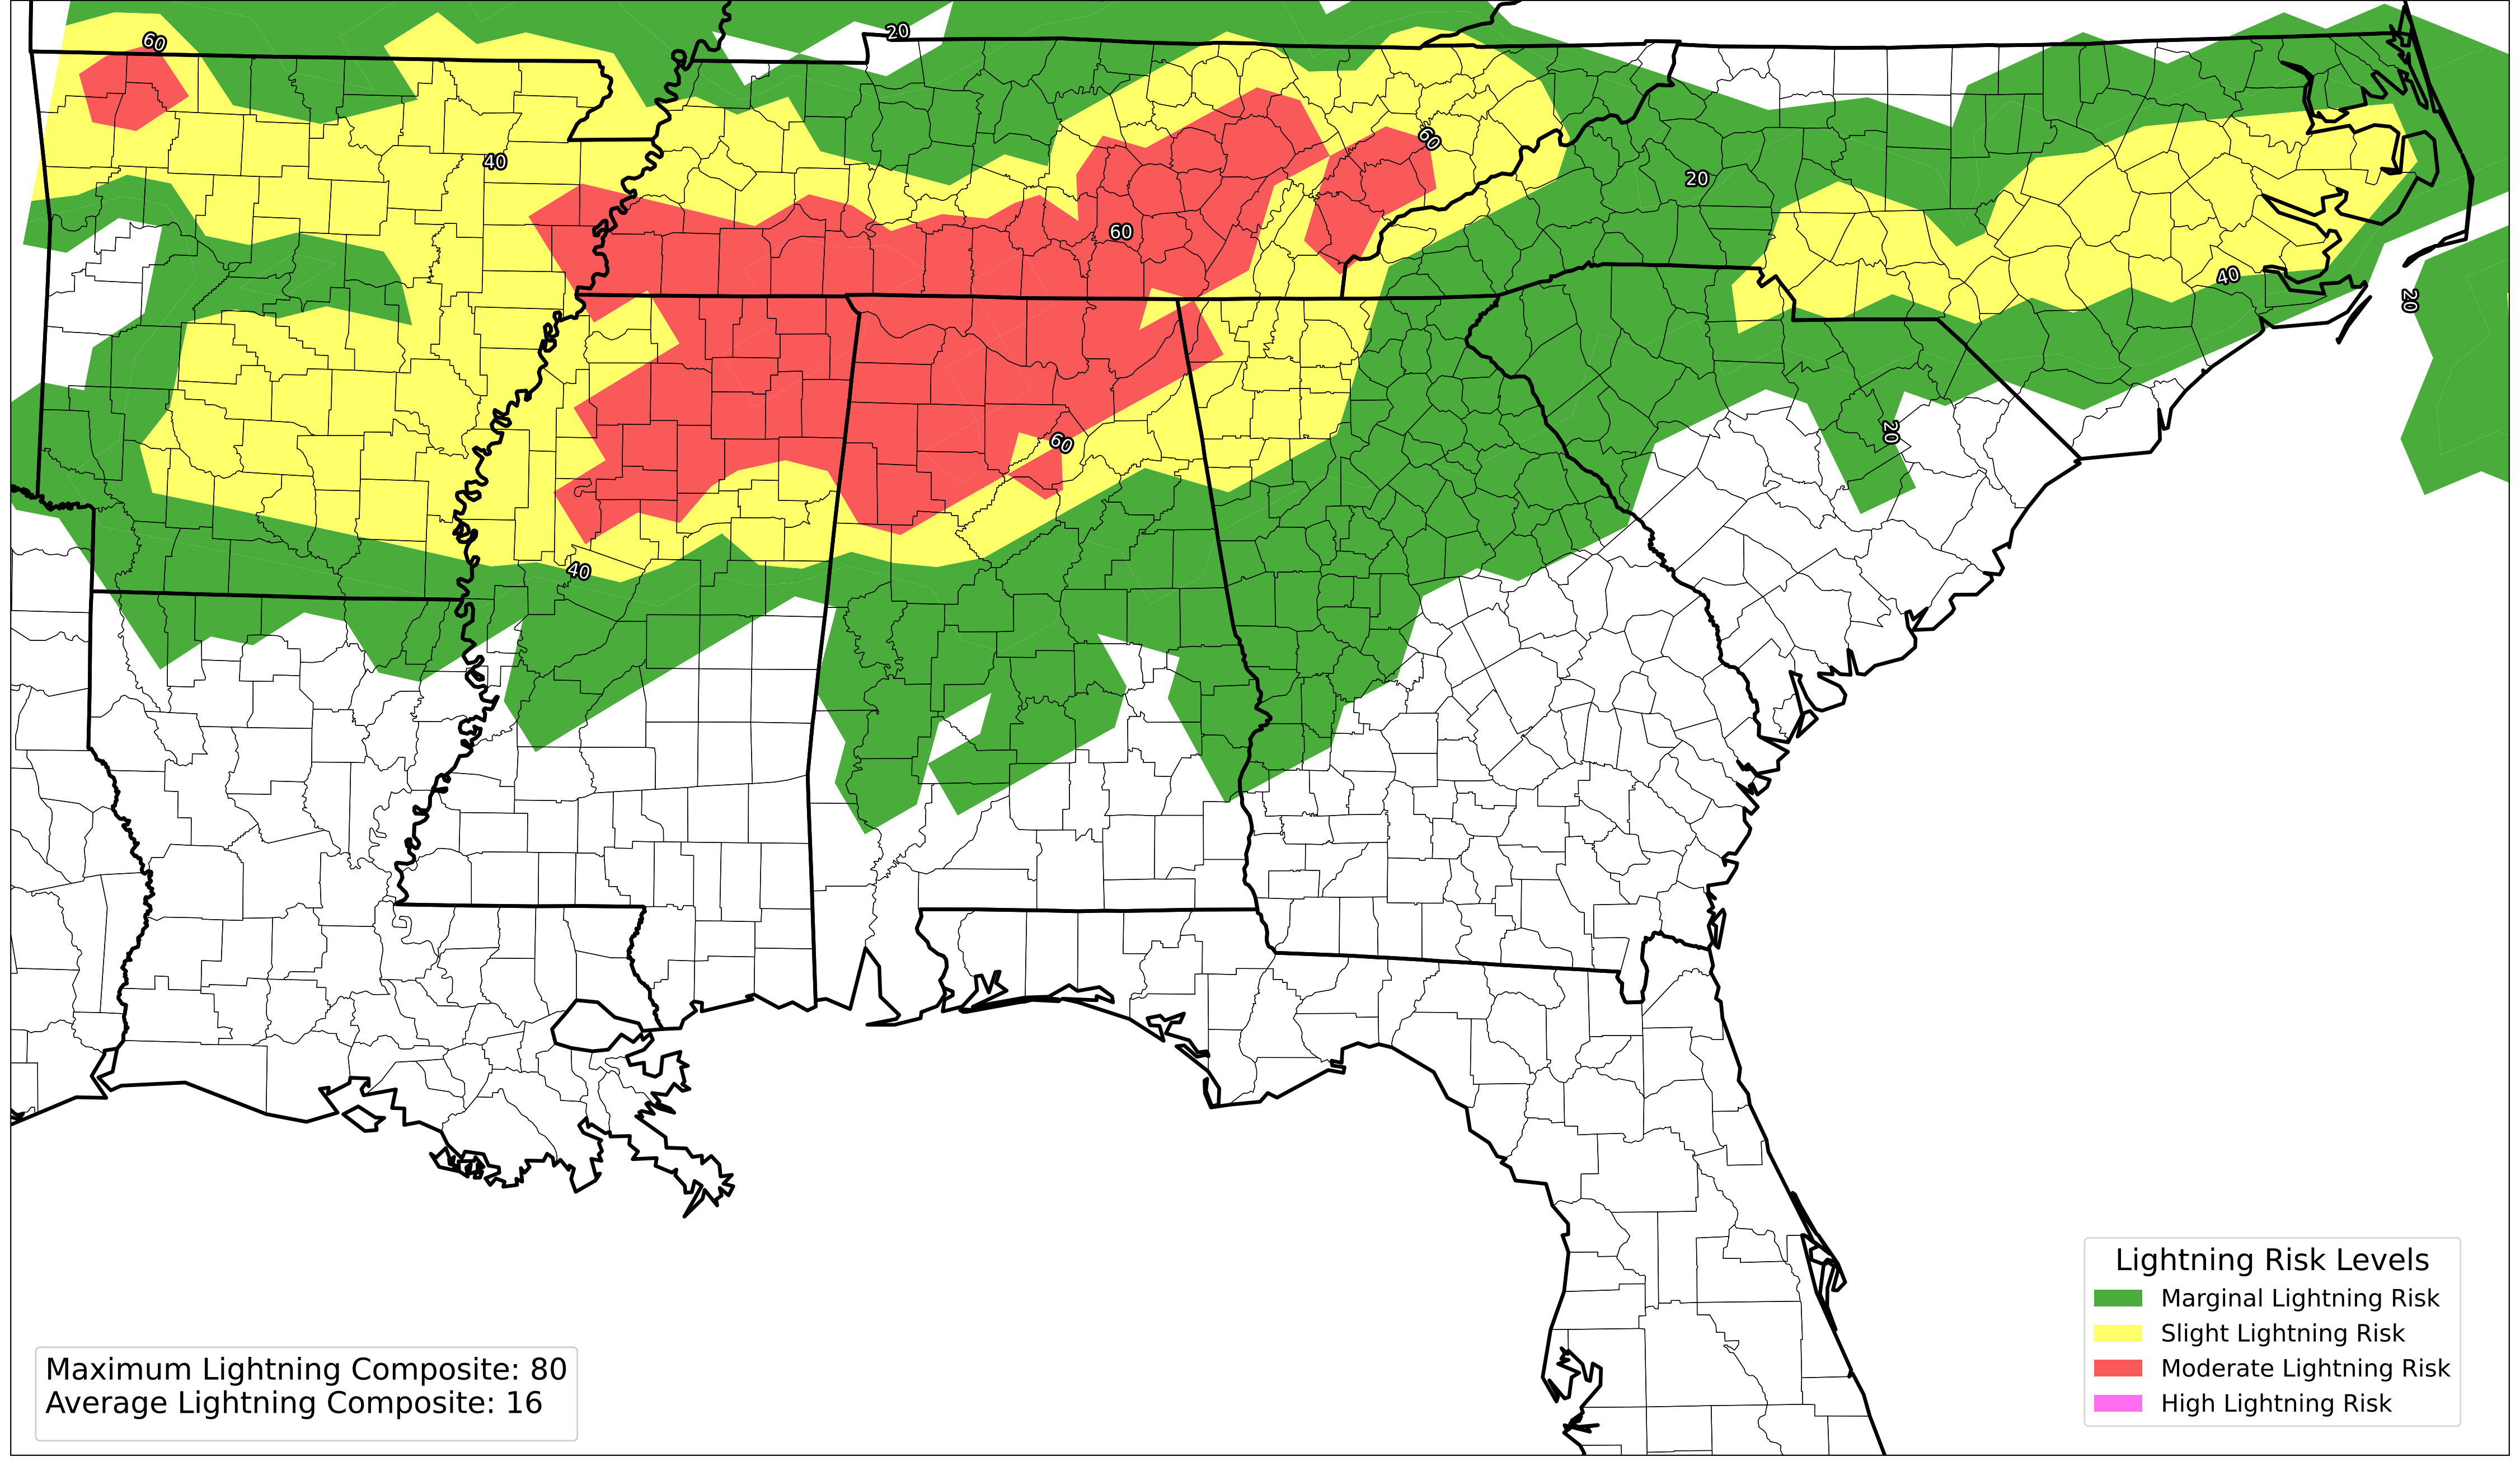 20
60
60
40
20
60
40
20
60
20
40
Lightning Risk Levels
Marginal Lightning Risk
Slight Lightning Risk
Moderate Lightning Risk
High Lightning Risk
Maximum Lightning Composite: 80
Average Lightning Composite: 16